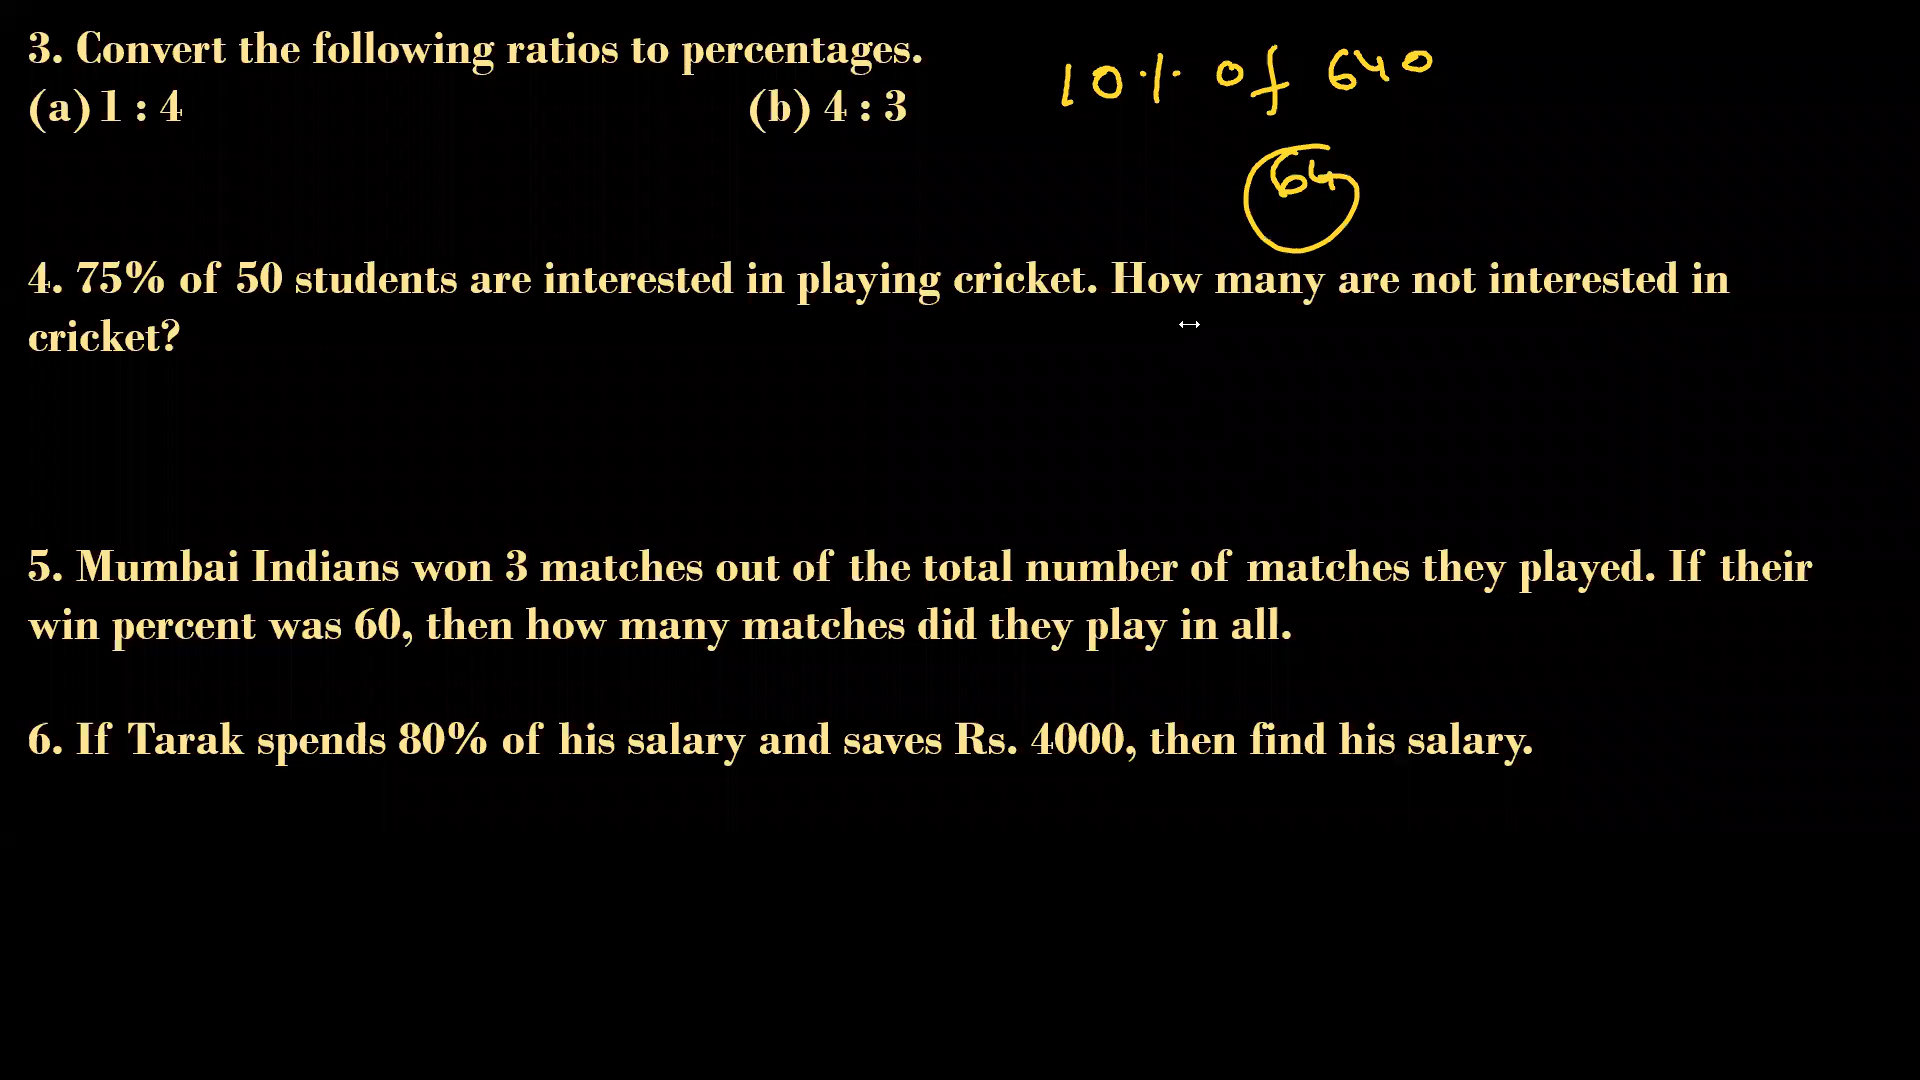 3. Convert the following ratios to percentages.
(a) 1 : 4 (b) 4 : 3
10% of 640
64
4. 75% of 50 students are interested in playing cricket. How many are not interested in
cricket?
5. Mumbai Indians won 3 matches out of the total number of matches they played. If their
win percent was 60, then how many matches did they play in all.
6. If Tarak spends 80% of his salary and saves Rs. 4000, then find his salary.